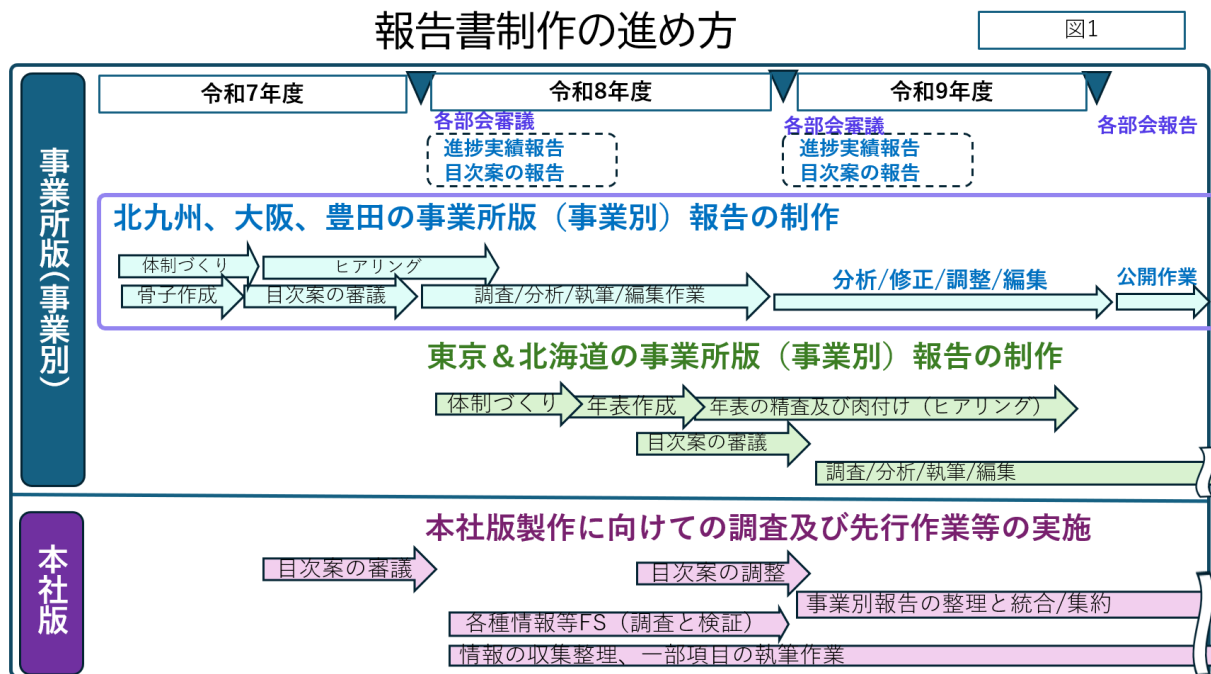 報告書制作の進め方
図1
事業所版(事業別)
令和7年度
令和8年度
令和9年度
各部会審議
進捗実績報告
目次案の報告
各部会審議
進捗実績報告
目次案の報告
各部会報告
北九州、大阪、豊田の事業所版（事業別）報告の制作
体制づくり
ヒアリング
骨子作成
目次案の審議
調査/分析/執筆/編集作業
分析/修正/調整/編集
公開作業
東京＆北海道の事業所版（事業別）報告の制作
体制づくり
年表作成
年表の精査及び肉付け（ヒアリング）
目次案の審議
調査/分析/執筆/編集
本社版
本社版製作に向けての調査及び先行作業等の実施
目次案の審議
目次案の調整
事業別報告の整理と統合/集約
各種情報等FS（調査と検証）
情報の収集整理、一部項目の執筆作業